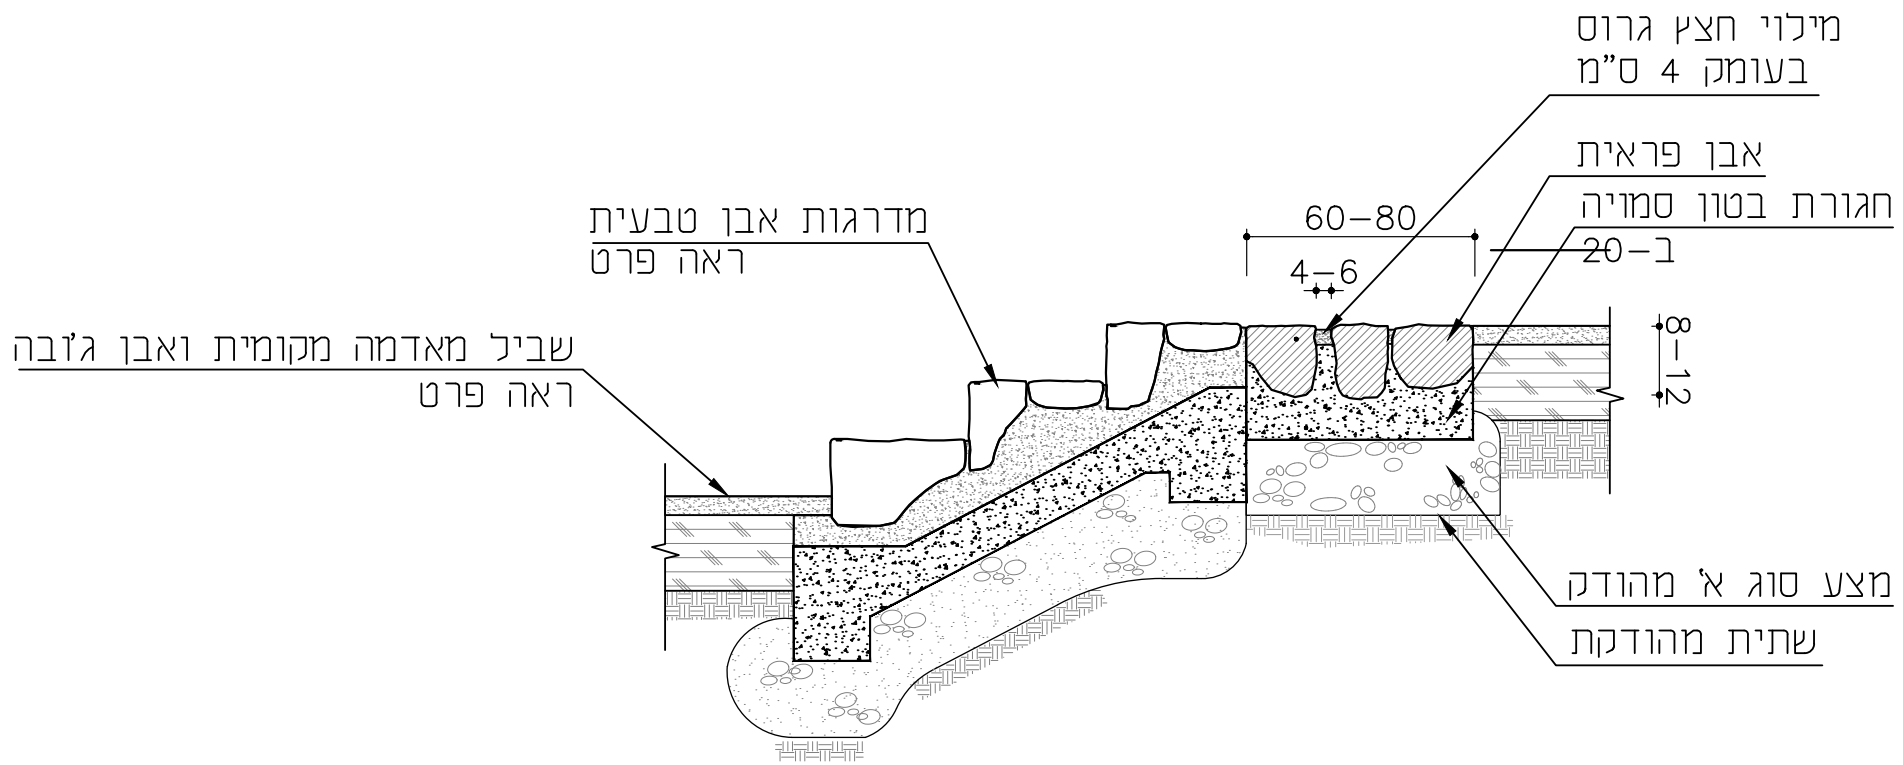 מילוי חצץ גרוס
בעומק 4 ס"מ
אבן פראית
חגורת בטון סמויה
ב-20
60-80
4-6
8-12
מדרגות אבן טבעית
ראה פרט
שביל מאדמה מקומית ואבן ג'ובה
ראה פרט
מצע סוג א' מהודק
שתית מהודקת